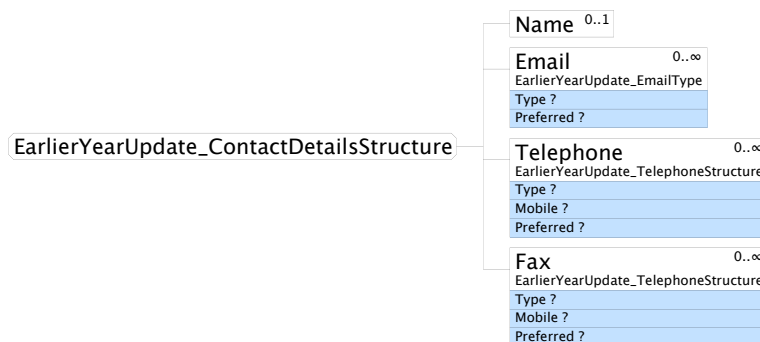 Name 0..1
Email 0..∞
EarlierYearUpdate_EmailType
Type ?
Preferred ?
EarlierYearUpdate_ContactDetailsStructure
Telephone 0..∞
EarlierYearUpdate_TelephoneStructure
Type ?
Mobile ?
Preferred ?
Fax 0..∞
EarlierYearUpdate_TelephoneStructure
Type ?
Mobile ?
Preferred ?